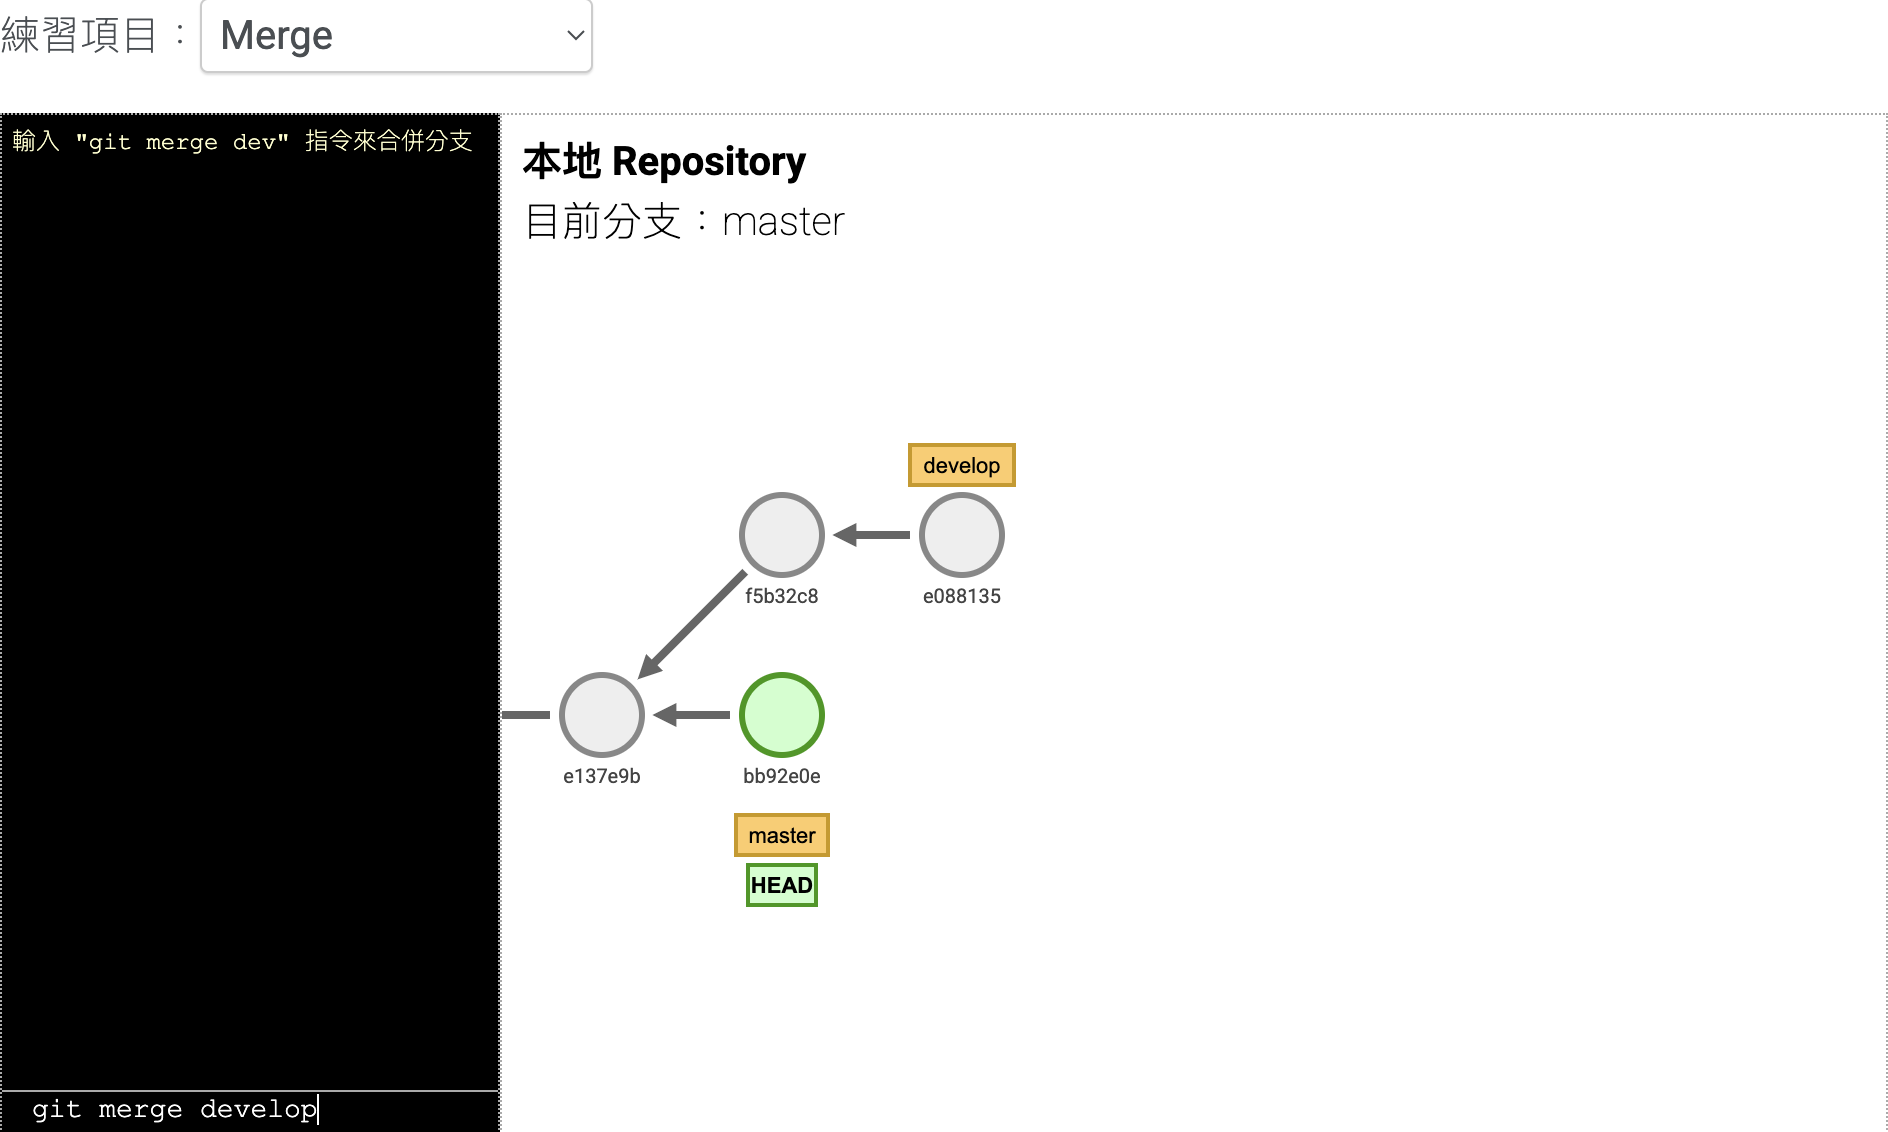 練習項目：Merge
輸入 "git merge dev" 指令來合併分支
本地 Repository
目前分支：master
develop
f5b32c8
e088135
e137e9b
bb92e0e
master
HEAD
git merge develop